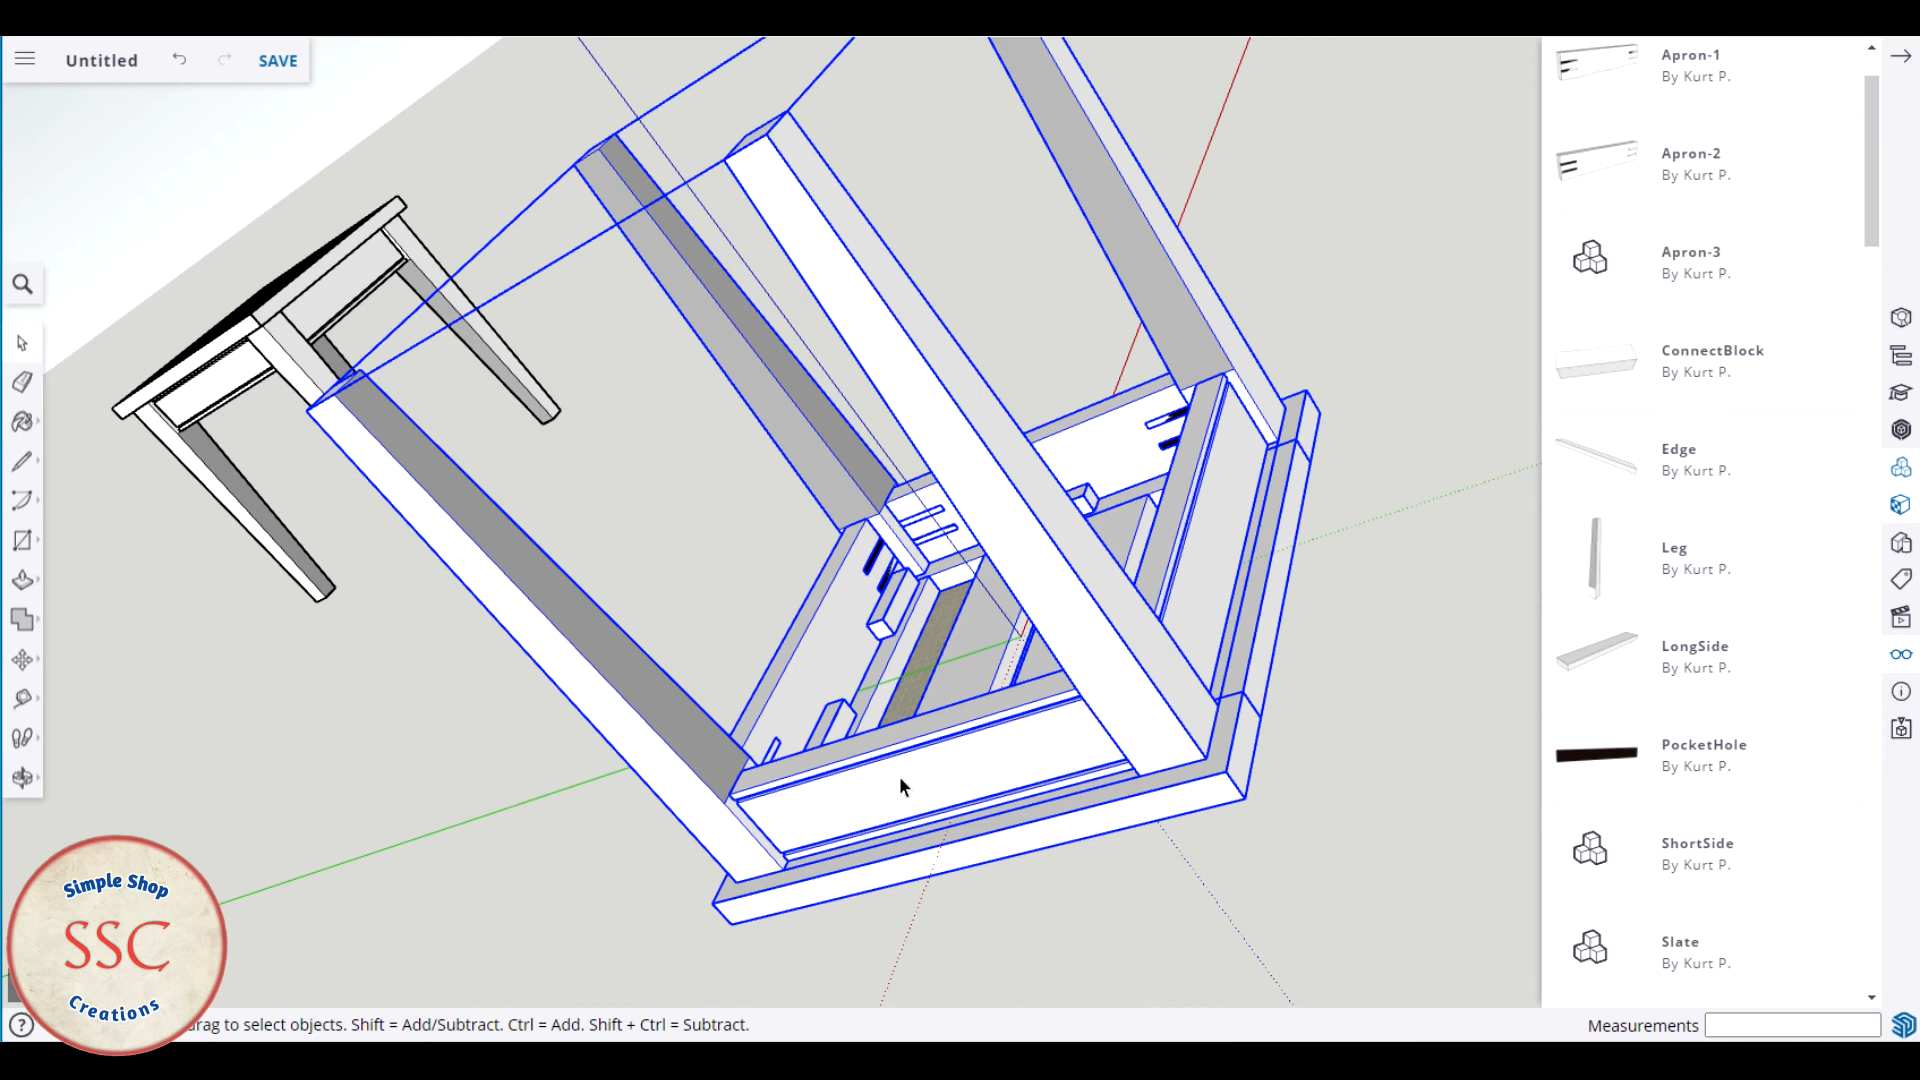 Untitled
SAVE
Apron-1
By Kurt P.
Apron-2
By Kurt P.
Apron-3
By Kurt P.
ConnectBlock
By Kurt P.
Edge
By Kurt P.
Leg
By Kurt P.
LongSide
By Kurt P.
PocketHole
By Kurt P.
ShortSide
By Kurt P.
Slate
By Kurt P.
Simple Shop
SSC
Creations
drag to select objects. Shift = Add/Subtract. Ctrl = Add. Shift + Ctrl = Subtract.
Measurements